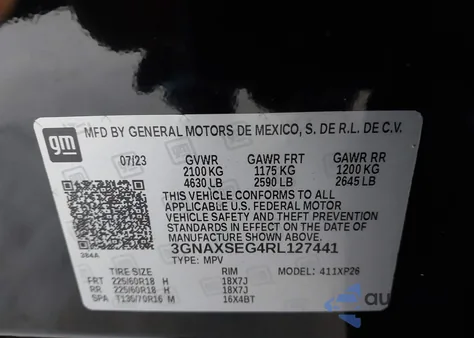 gm
MFD BY GENERAL MOTORS DE MEXICO, S. DE R.L. DE C.V.
07/23 GVWR GAWR FRT GAWR RR
2100 KG 1175 KG 1200 KG
4630 LB 2590 LB 2645 LB
THIS VEHICLE CONFORMS TO ALL
APPLICABLE U.S. FEDERAL MOTOR
VEHICLE SAFETY AND THEFT PREVENTION
STANDARDS IN EFFECT ON THE DATE OF
MANUFACTURE SHOWN ABOVE.
3GNAXSEG4RL127441
284A TYPE: MPV
TIRE SIZE RIM MODEL: 411XP26
FRT 225/60R18 H 18X7J
RR 225/60R18 H 18X7J
SPA T135/70R16 M 16X4BT